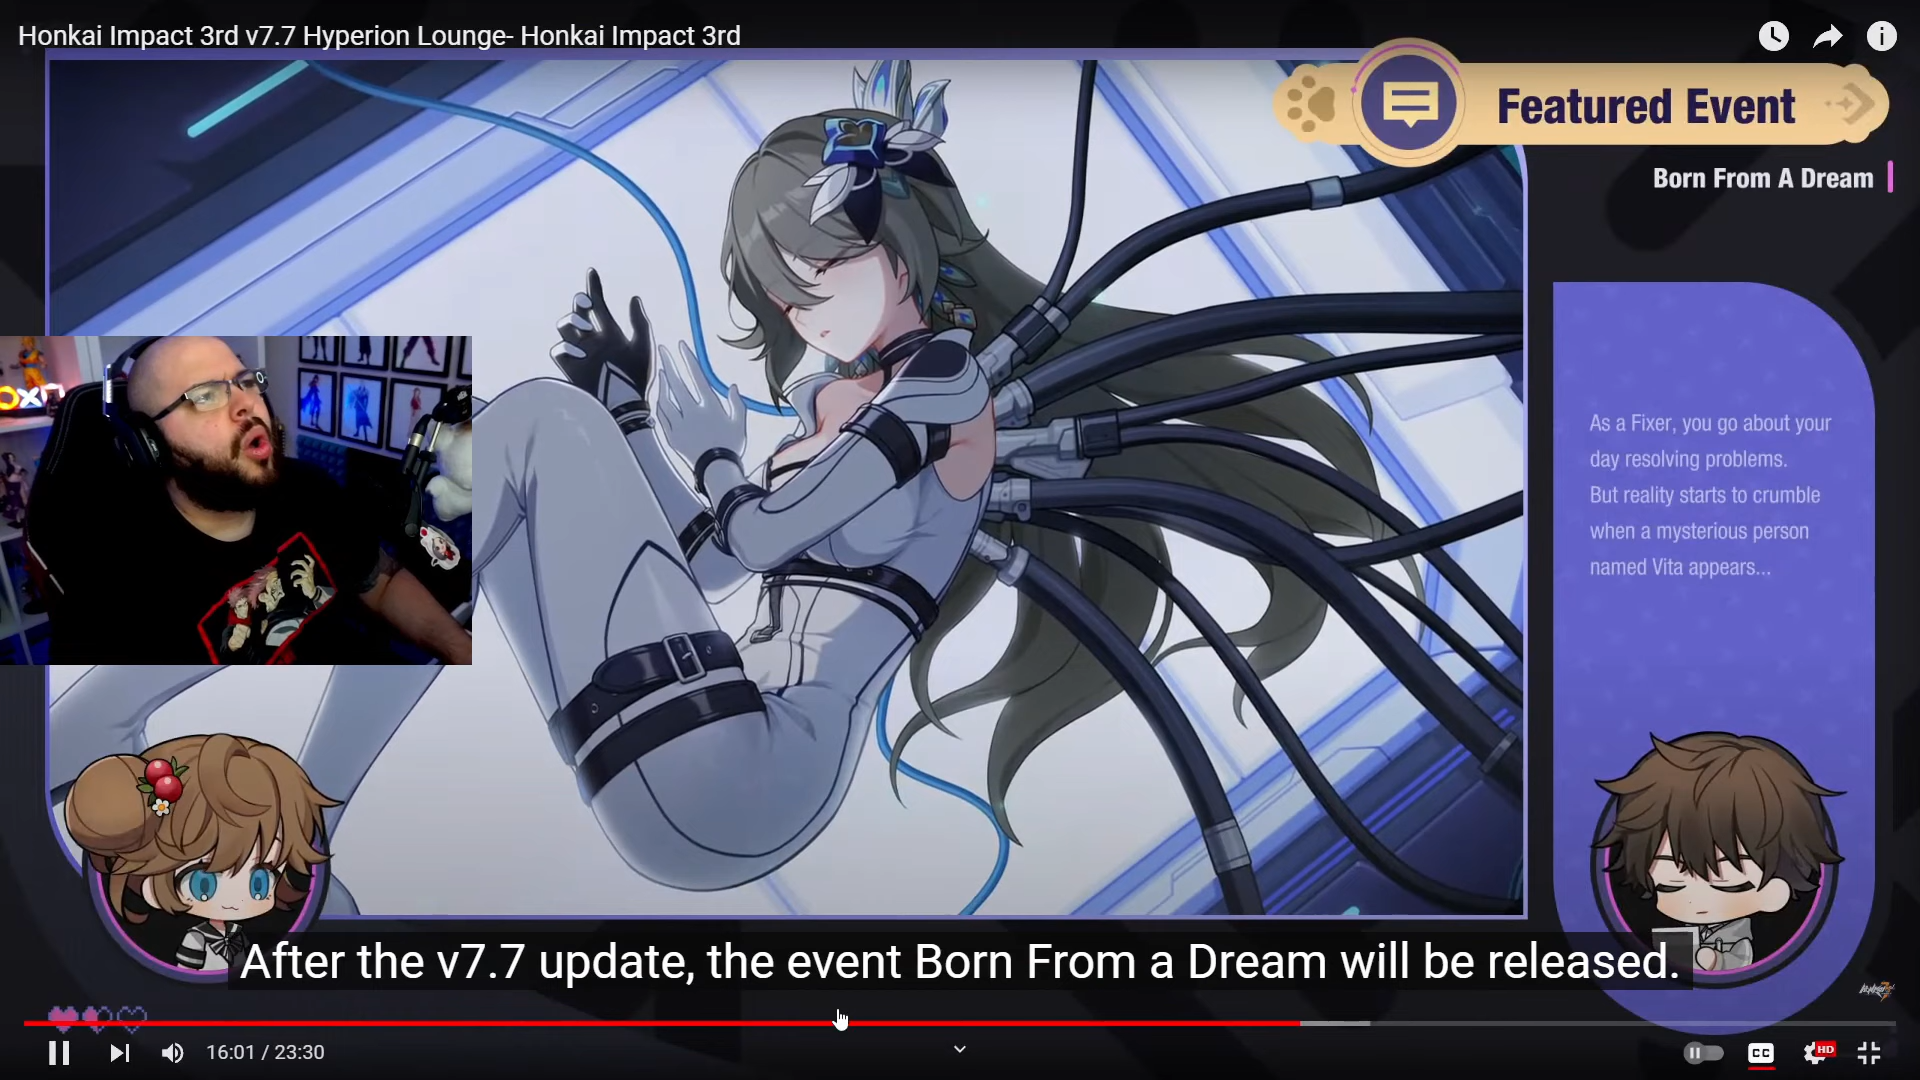 Honkai Impact 3rd v7.7 Hyperion Lounge- Honkai Impact 3rd
Featured Event
Born From A Dream
As a Fixer, you go about your
day resolving problems.
But reality starts to crumble
when a mysterious person
named Vita appears...
After the v7.7 update, the event Born From a Dream will be released.
16:01 / 23:30
CC
HD